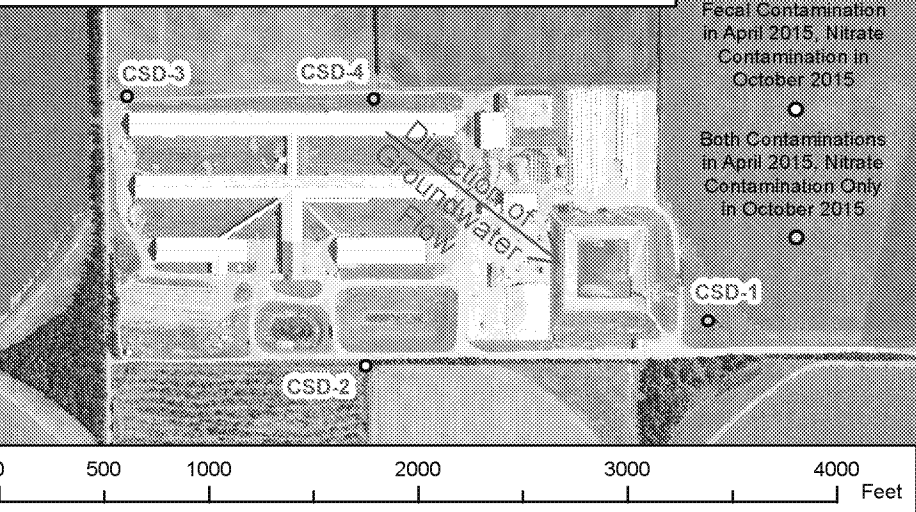 Fecal Contamination
in April 2015, Nitrate
Contamination in
October 2015
CSD-3
CSD-4
Both Contaminations
in April 2015, Nitrate
Contamination Only
in October 2015
Direction of
Groundwater
Flow
CSD-1
CSD-2
0
500
1000
2000
3000
4000
Feet